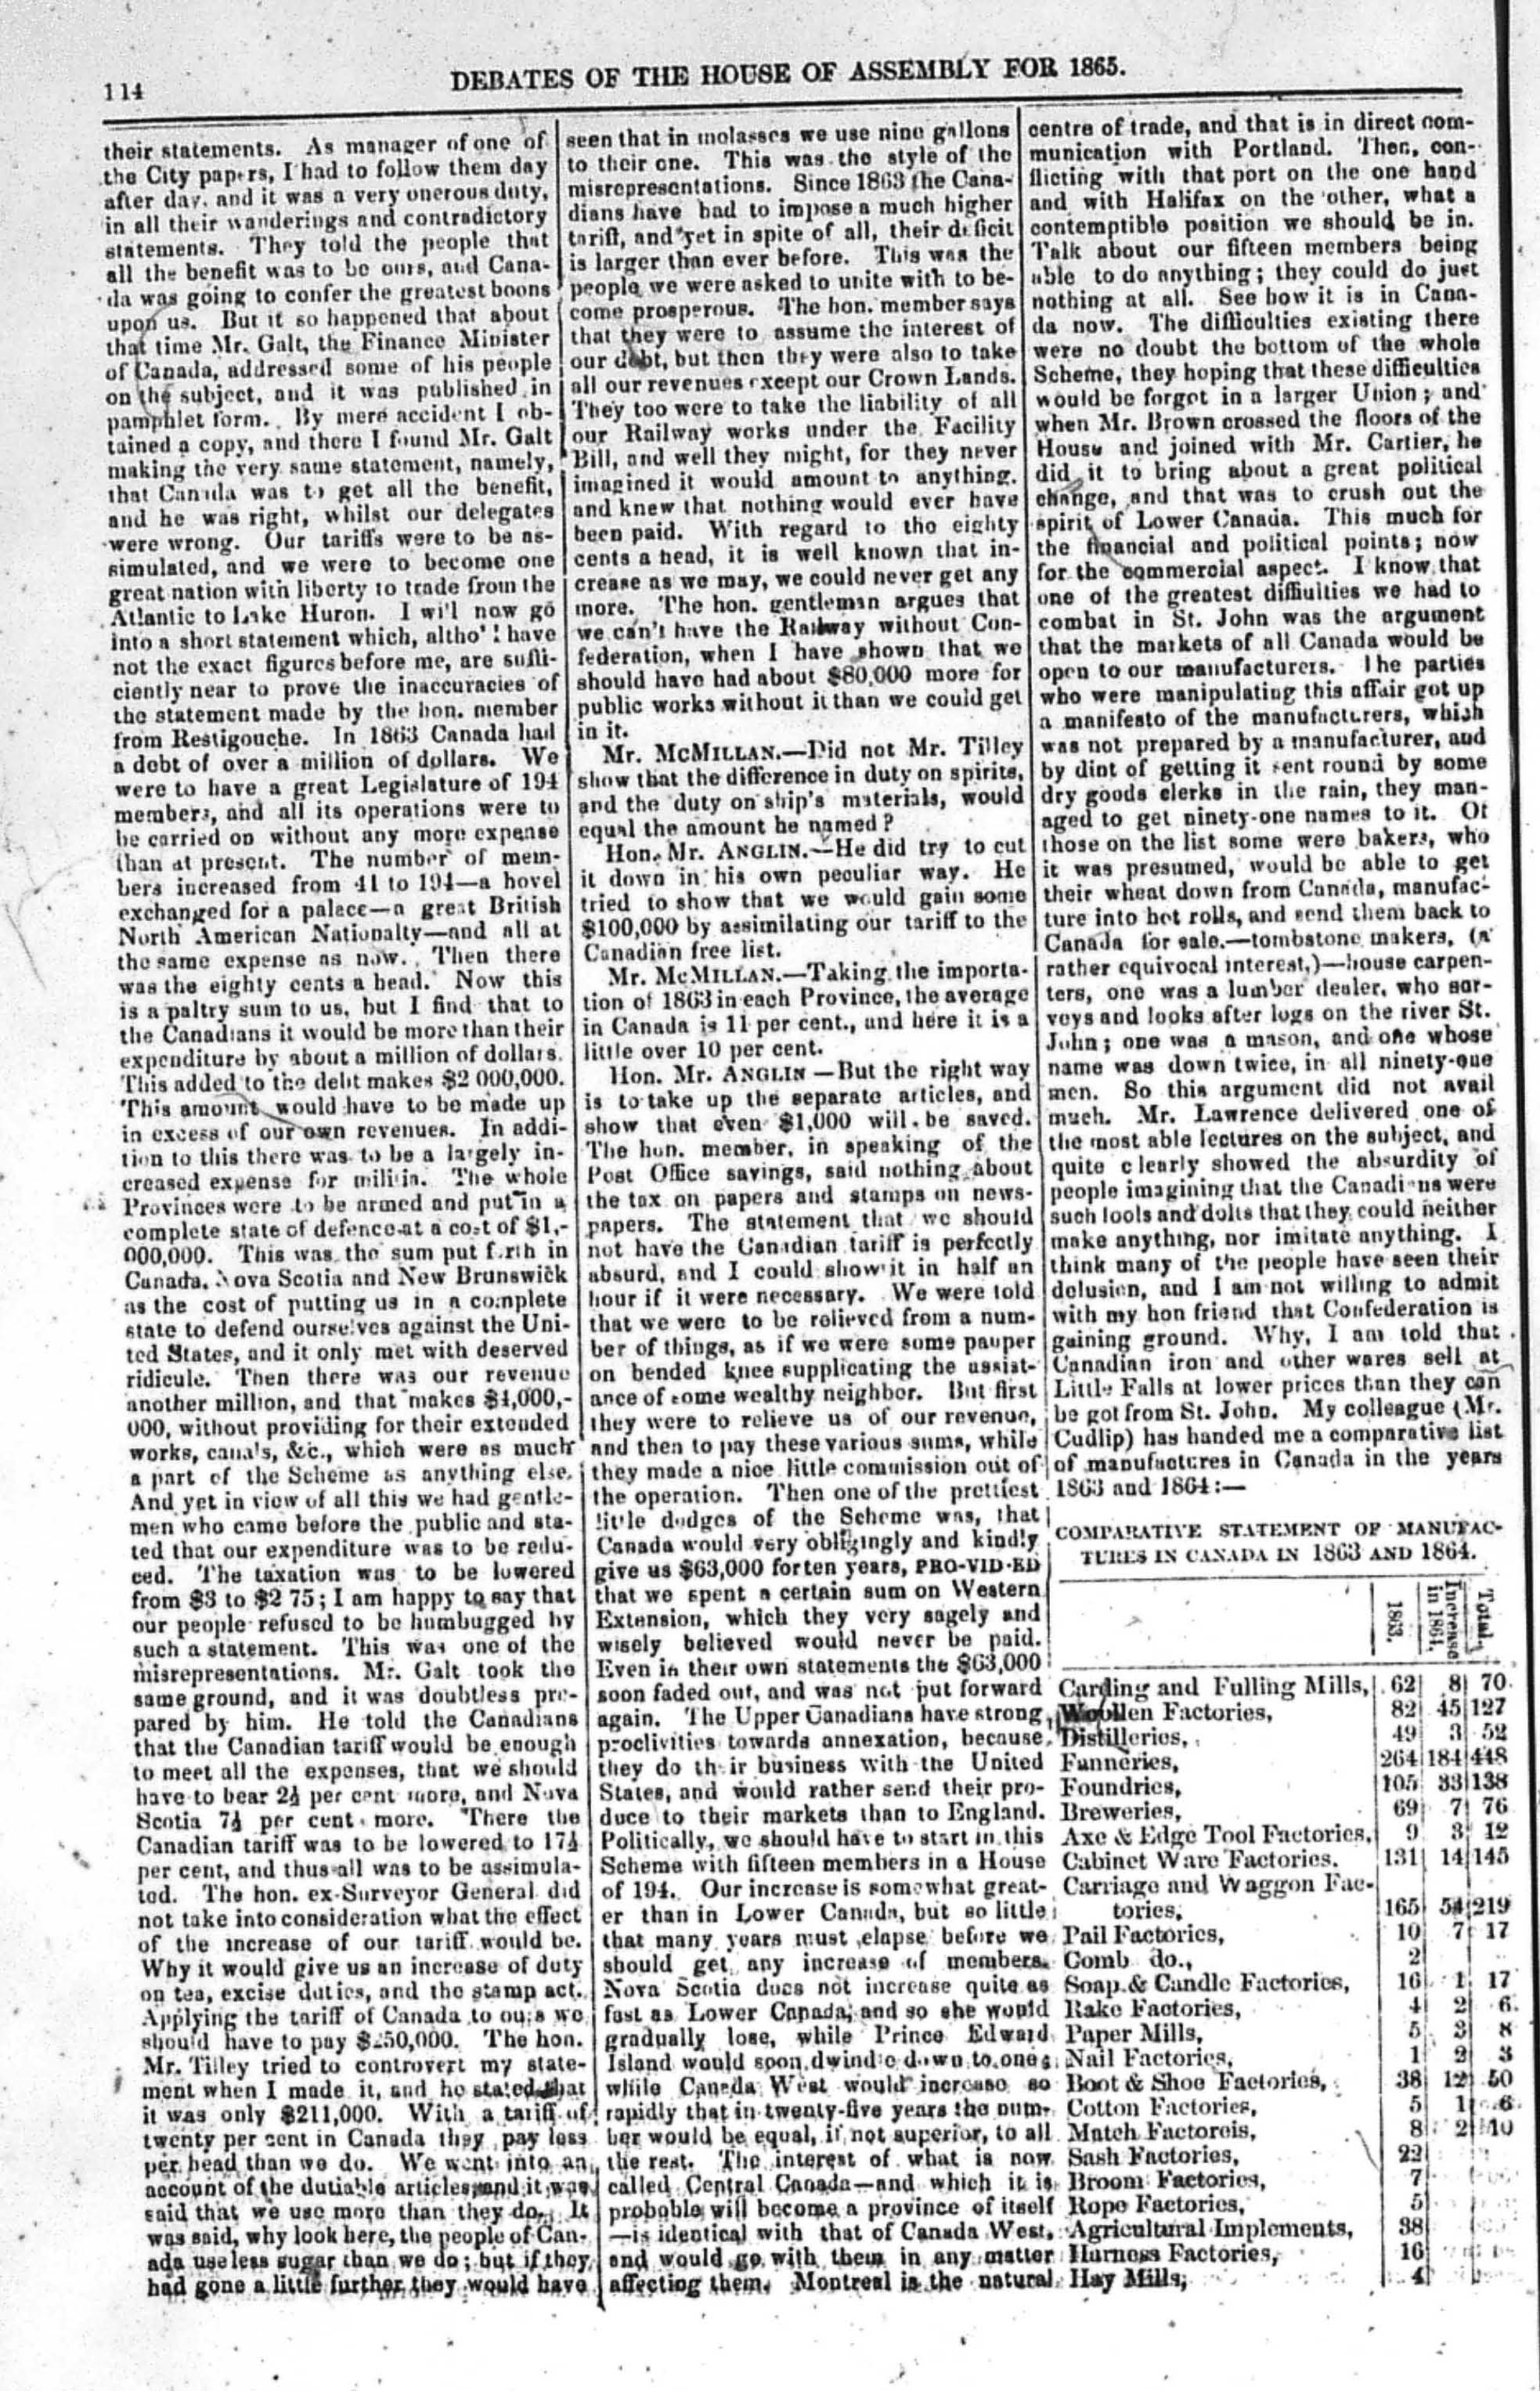 114
DEBATES OF THE HOUSE OF ASSEMBLY FOR 1865.
their statements. As manager of one of
the City papers, I had to follow them day
after day, and it was a very onerous duty,
in all their wanderings and contradictory
statements. They told the people that
all the benefit was to be ours, and Cana-
da was going to confer the greatest boons
upon us. But it so happened that about
that time Mr. Galt, the Finance Minister
of Canada, addressed some of his people
on the subject, and it was published in
pamphlet form. By mere accident I ob-
tained a copy, and there I found Mr. Galt
making the very same statement, namely,
that Canada was to get all the benefit,
and he was right, whilst our delegates
were wrong. Our tariffs were to be as-
simulated, and we were to become one
great nation with liberty to trade from the
Atlantic to Lake Huron. I will now go
into a short statement which, altho' I have
not the exact figures before me, are suffi-
ciently near to prove the inaccuracies of
the statement made by the hon. member
from Restigouche. In 1863 Canada had
a debt of over a million of dollars. We
were to have a great Legislature of 194
members, and all its operations were to
be carried on without any more expense
than at present. The number of mem-
bers increased from 41 to 194—a hovel
exchanged for a palace—a great British
North American Nationalty—and all at
the same expense as now. Then there
was the eighty cents a head. Now this
is a paltry sum to us, but I find that to
the Canadians it would be more than their
expenditure by about a million of dollars.
This added to the debt makes $2 000,000.
This amount would have to be made up
in excess of our own revenues. In addi-
tion to this there was to be a largely in-
creased expense for militia. The whole
Provinces were to be armed and put in a
complete state of defence at a cost of $1,-
000,000. This was the sum put forth in
Canada, Nova Scotia and New Brunswick
as the cost of putting us in a complete
state to defend ourselves against the Uni-
ted States, and it only met with deserved
ridicule. Then there was our revenue
another million, and that makes $4,000,-
000, without providing for their extended
works, canals, &c., which were as much
a part of the Scheme as anything else.
And yet in view of all this we had gentle-
men who came before the public and sta-
ted that our expenditure was to be redu-
ced. The taxation was to be lowered
from $3 to $2 75; I am happy to say that
our people refused to be humbugged by
such a statement. This was one of the
misrepresentations. Mr. Galt took the
same ground, and it was doubtless pre-
pared by him. He told the Canadians
that the Canadian tariff would be enough
to meet all the expenses, that we should
have to bear 2½ per cent more, and Nova
Scotia 7½ per cent more. There the
Canadian tariff was to be lowered to 17½
per cent, and thus all was to be assimula-
ted. The hon. ex-Surveyor General did
not take into consideration what the effect
of the increase of our tariff would be.
Why it would give us an increase of duty
on tea, excise duties, and the stamp act.
Applying the tariff of Canada to ours we
should have to pay $250,000. The hon.
Mr. Tilley tried to controvert my state-
ment when I made it, and he stated that
it was only $211,000. With a tariff of
twenty per cent in Canada they pay less
per head than we do. We went into an
account of the dutiable articles, and it was
said that we use more than they do. It
was said, why look here, the people of Can-
ada use less sugar than we do; but if they
had gone a little further they would have
seen that in molasses we use nine gallons
to their one. This was the style of the
misrepresentations. Since 1863 the Cana-
dians have had to impose a much higher
tariff, and yet in spite of all, their deficit
is larger than ever before. This was the
people we were asked to unite with to be-
come prosperous. The hon. member says
that they were to assume the interest of
our debt, but then they were also to take
all our revenues except our Crown Lands.
They too were to take the liability of all
our Railway works under the Facility
Bill, and well they might, for they never
imagined it would amount to anything,
and knew that nothing would ever have
been paid. With regard to the eighty
cents a head, it is well known that in-
crease as we may, we could never get any
more. The hon. gentleman argues that
we can't have the Railway without Con-
federation, when I have shown that we
should have had about $80,000 more for
public works without it than we could get
in it.
Mr. McMILLAN.—Did not Mr. Tilley
show that the difference in duty on spirits,
and the duty on ship's materials, would
equal the amount he named?
Hon. Mr. ANGLIN.—He did try to cut
it down in his own peculiar way. He
tried to show that we would gain some
$100,000 by assimilating our tariff to the
Canadian free list.
Mr. McMILLAN.—Taking the importa-
tion of 1863 in each Province, the average
in Canada is 11 per cent., and here it is a
little over 10 per cent.
Hon. Mr. ANGLIN—But the right way
is to take up the separate articles, and
show that even $1,000 will be saved.
The hon. member, in speaking of the
Post Office savings, said nothing about
the tax on papers and stamps on news-
papers. The statement that we should
not have the Canadian tariff is perfectly
absurd, and I could show it in half an
hour if it were necessary. We were told
that we were to be relieved from a num-
ber of things, as if we were some pauper
on bended knee supplicating the assist-
ance of some wealthy neighbor. But first
they were to relieve us of our revenue,
and then to pay these various sums, while
they made a nice little commission out of
the operation. Then one of the prettiest
little dodges of the Scheme was, that
Canada would very obligingly and kindly
give us $63,000 for ten years, PRO-VID-ED
that we spent a certain sum on Western
Extension, which they very sagely and
wisely believed would never be paid.
Even in their own statements the $63,000
soon faded out, and was not put forward
again. The Upper Canadians have strong
proclivities towards annexation, because
they do their business with the United
States, and would rather send their pro-
duce to their markets than to England.
Politically, we should have to start in this
Scheme with fifteen members in a House
of 194. Our increase is somewhat great-
er than in Lower Canada, but so little
that many years must elapse before we
should get any increase of members.
Nova Scotia does not increase quite as
fast as Lower Canada, and so she would
gradually lose, while Prince Edward
Island would soon dwindle down to ones
while Canada West would increase so
rapidly that in twenty-five years the num-
ber would be equal, if not superior, to all
the rest. The interest of what is now
called Central Canada—and which it is
probable will become a province of itself
—is identical with that of Canada West,
and would go with them in any matter
affecting them. Montreal is the natural
centre of trade, and that is in direct com-
munication with Portland. Then, con-
flicting with that port on the one hand
and with Halifax on the other, what a
contemptible position we should be in.
Talk about our fifteen members being
able to do anything; they could do just
nothing at all. See how it is in Cana-
da now. The difficulties existing there
were no doubt the bottom of the whole
Scheme, they hoping that these difficulties
would be forgot in a larger Union; and
when Mr. Brown crossed the floors of the
House and joined with Mr. Cartier, he
did it to bring about a great political
change, and that was to crush out the
spirit of Lower Canada. This much for
the financial and political points; now
for the commercial aspect. I know that
one of the greatest diffiulties we had to
combat in St. John was the argument
that the markets of all Canada would be
open to our manufacturers. The parties
who were manipulating this affair got up
a manifesto of the manufacturers, which
was not prepared by a manufacturer, and
by dint of getting it sent round by some
dry goods clerks in the rain, they man-
aged to get ninety-one names to it. Of
those on the list some were bakers, who
it was presumed, would be able to get
their wheat down from Canada, manufac-
ture into hot rolls, and send them back to
Canada for sale.—tombstone makers, (a
rather equivocal interest,)—house carpen-
ters, one was a lumber dealer, who sur-
veys and looks after logs on the river St.
John; one was a mason, and one whose
name was down twice, in all ninety-one
men. So this argument did not avail
much. Mr. Lawrence delivered one of
the most able lectures on the subject, and
quite clearly showed the absurdity of
people imagining that the Canadians were
such fools and dolts that they could neither
make anything, nor imitate anything. I
think many of the people have seen their
delusion, and I am not willing to admit
with my hon friend that Confederation is
gaining ground. Why, I am told that
Canadian iron and other wares sell at
Little Falls at lower prices than they can
be got from St. John. My colleague (Mr.
Cudlip) has handed me a comparative list
of manufactures in Canada in the years
1863 and 1864:—
COMPARATIVE STATEMENT OF MANUFAC-
TURES IN CANADA IN 1863 AND 1864.
1863. Increase in 1864. Total,
Carding and Fulling Mills, 62 8 70
Woollen Factories, 82 45 127
Distilleries, 49 3 52
Fanneries, 264 184 448
Foundries, 105 33 138
Breweries, 69 7 76
Axe & Edge Tool Factories, 9 3 12
Cabinet Ware Factories. 131 14 145
Carriage and Waggon Fac-
tories, 165 54 219
Pail Factories, 10 7 17
Comb do., 2
Soap & Candle Factories, 16 1 17
Rake Factories, 4 2 6
Paper Mills, 5 3 8
Nail Factories, 1 2 3
Boot & Shoe Factories, 38 12 50
Cotton Factories, 5 1 6
Match Factoreis, 8 2 10
Sash Factories, 22
Broom Factories, 7
Rope Factories, 5
Agricultural Implements, 38
Harness Factories, 16
Hay Mills, 4